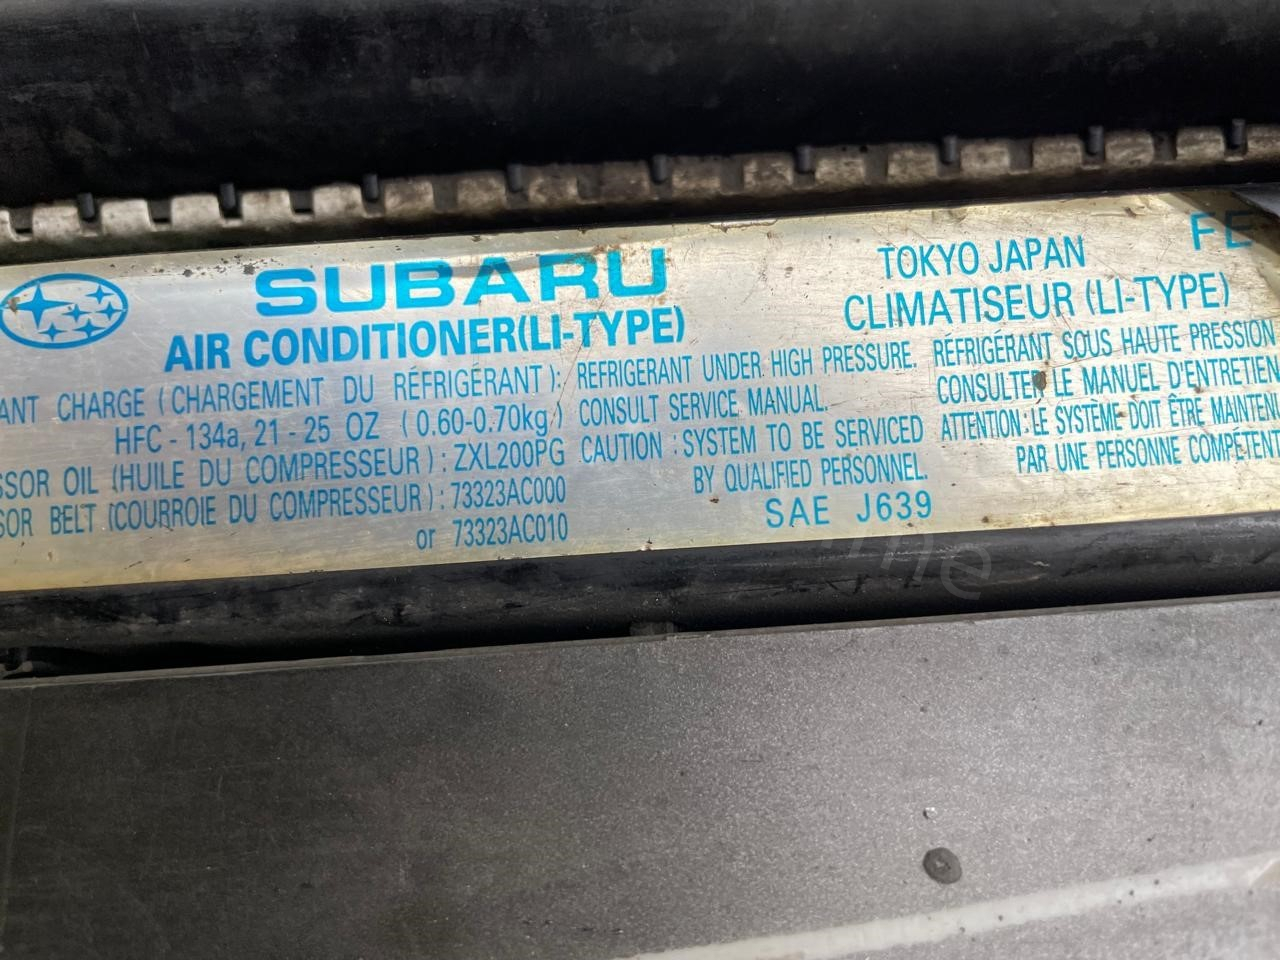 SUBARU
AIR CONDITIONER(LI-TYPE)
ANT CHARGE (CHARGEMENT DU RÉFRIGÉRANT):
HFC - 134a, 21 - 25 OZ (0.60-0.70kg)
SSOR OIL (HUILE DU COMPRESSEUR): ZXL200PG
SOR BELT (COURROIE DU COMPRESSEUR): 73323AC000
or 73323AC010
REFRIGERANT UNDER HIGH PRESSURE.
CONSULT SERVICE MANUAL.
CAUTION : SYSTEM TO BE SERVICED
BY QUALIFIED PERSONNEL.
SAE J639
TOKYO JAPAN
FE
CLIMATISEUR (LI-TYPE)
RÉFRIGÉRANT SOUS HAUTE PRESSION
CONSULTER LE MANUEL D'ENTRETIEN
ATTENTION : LE SYSTÈME DOIT ÊTRE MAINTENU
PAR UNE PERSONNE COMPÉTENT